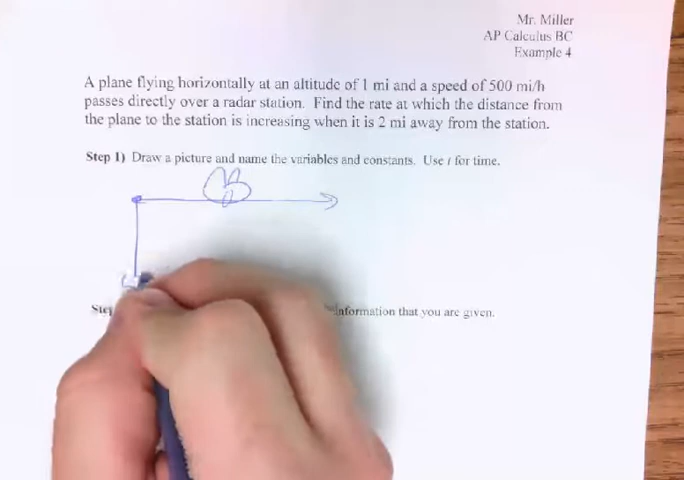 Mr. Miller
AP Calculus BC
Example 4
A plane flying horizontally at an altitude of 1 mi and a speed of 500 mi/h
passes directly over a radar station. Find the rate at which the distance from
the plane to the station is increasing when it is 2 mi away from the station.
Step 1) Draw a picture and name the variables and constants. Use t for time.
information that you are given.